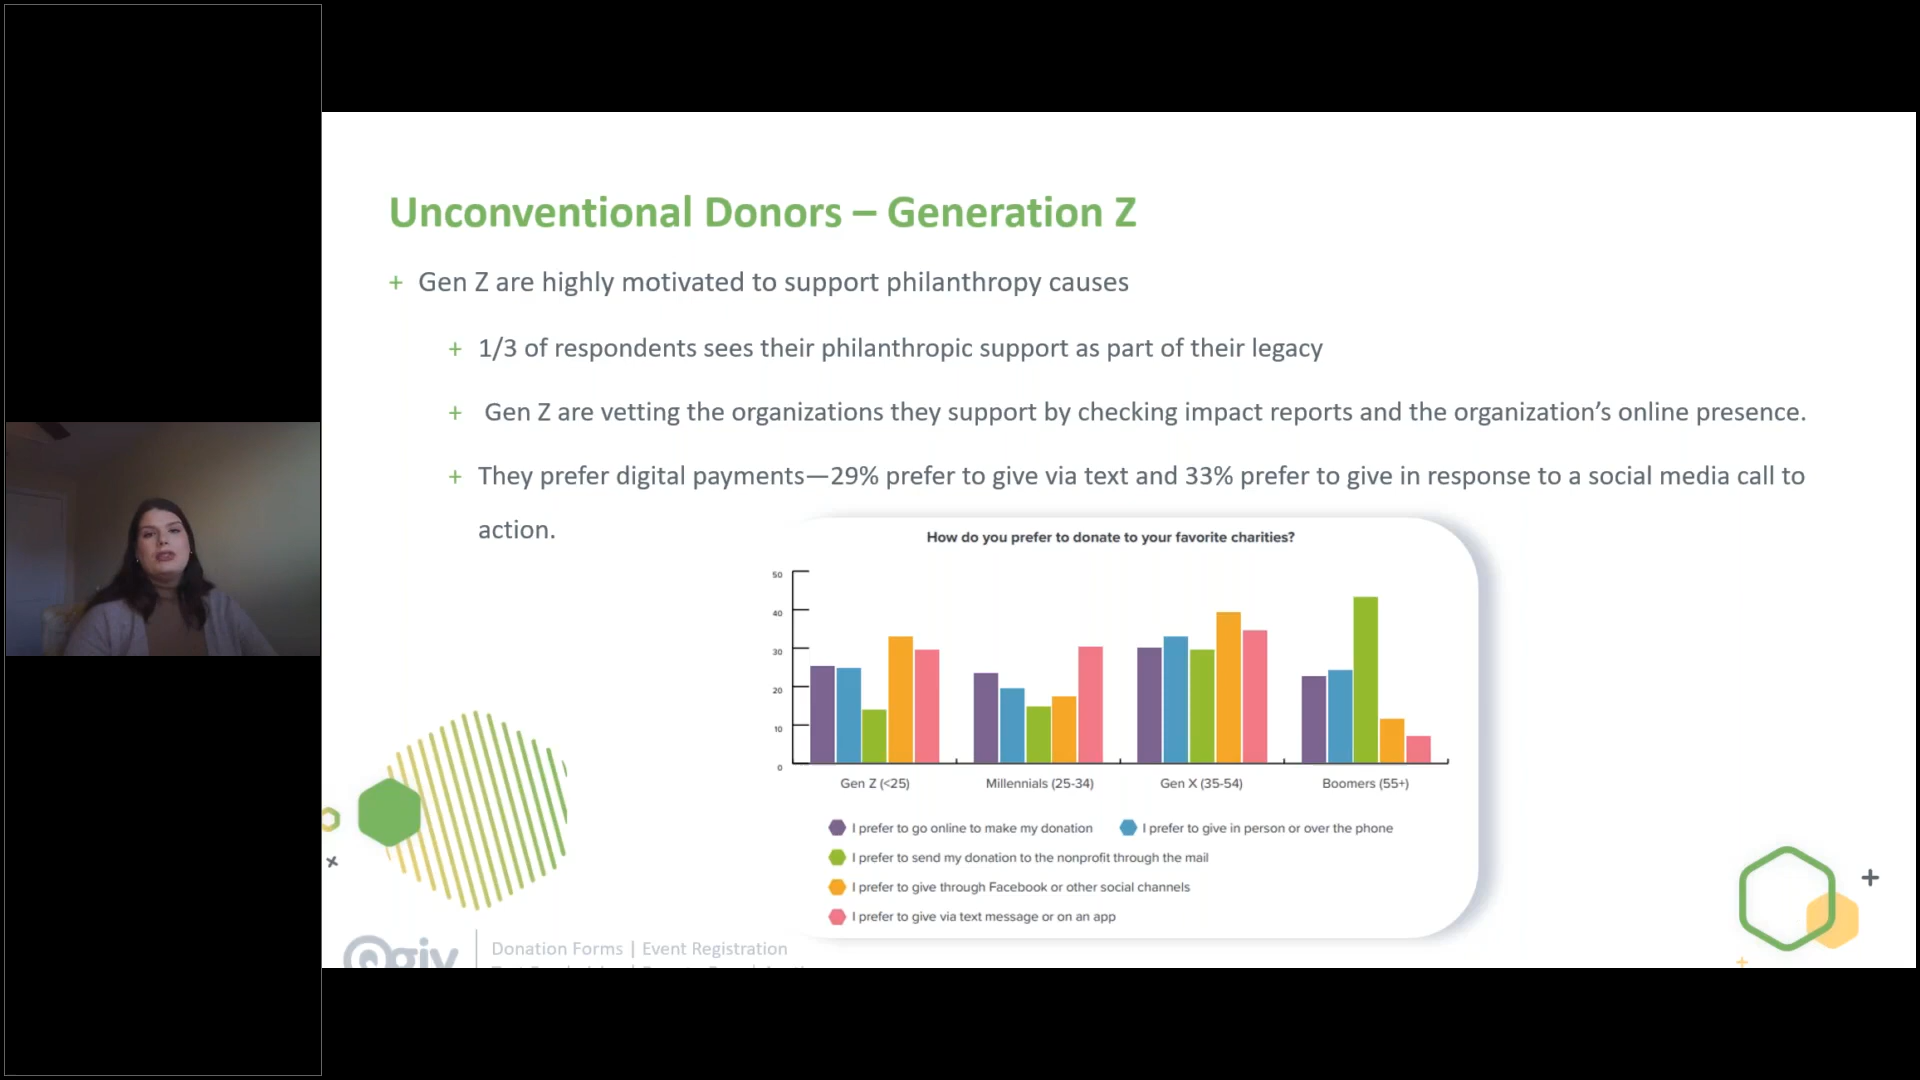 Unconventional Donors – Generation Z
+ Gen Z are highly motivated to support philanthropy causes
+ 1/3 of respondents sees their philanthropic support as part of their legacy
+ Gen Z are vetting the organizations they support by checking impact reports and the organization’s online presence.
+ They prefer digital payments—29% prefer to give via text and 33% prefer to give in response to a social media call to
action.
How do you prefer to donate to your favorite charities?
50
40
30
20
10
0
Gen Z (<25) Millennials (25-34) Gen X (35-54) Boomers (55+)
I prefer to go online to make my donation I prefer to give in person or over the phone
I prefer to send my donation to the nonprofit through the mail
I prefer to give through Facebook or other social channels
I prefer to give via text message or on an app
Qgiv
Donation Forms | Event Registration